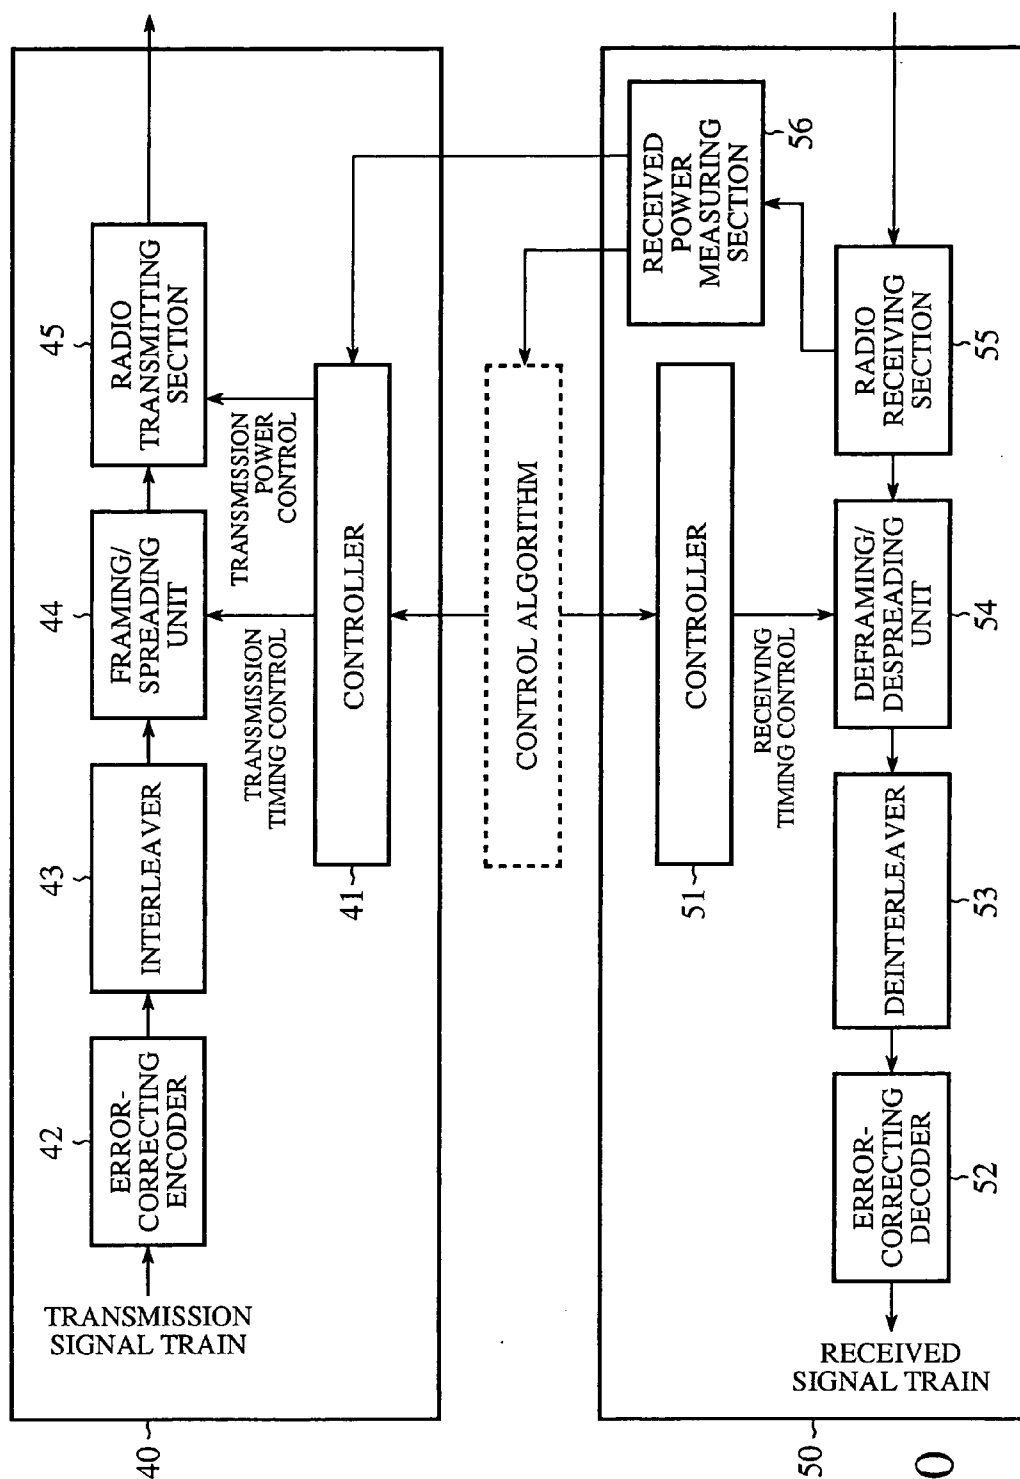 40
TRANSMISSION
SIGNAL TRAIN
42
ERROR-
CORRECTING
ENCODER
43
INTERLEAVER
44
FRAMING/
SPREADING
UNIT
45
RADIO
TRANSMITTING
SECTION
TRANSMISSION
TIMING CONTROL
TRANSMISSION
POWER
CONTROL
41
CONTROLLER
CONTROL ALGORITHM
RECEIVED
POWER
MEASURING
SECTION
56
51
CONTROLLER
RECEIVING
TIMING CONTROL
50
RECEIVED
SIGNAL TRAIN
ERROR-
CORRECTING
DECODER
52
DEINTERLEAVER
53
DEFRAMING/
DESPREADING
UNIT
54
RADIO
RECEIVING
SECTION
55